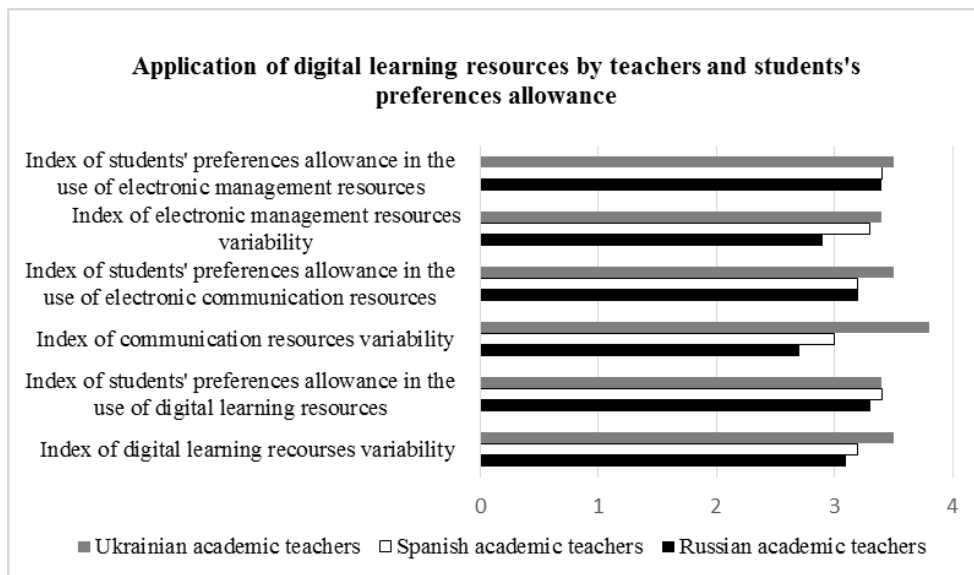 Application of digital learning resources by teachers and students's
preferences allowance
Index of students' preferences allowance in the
use of electronic management resources
Index of electronic management resources
variability
Index of students' preferences allowance in the
use of electronic communication resources
Index of communication resources variability
Index of students' preferences allowance in the
use of digital learning resources
Index of digital learning recourses variability
0 1 2 3 4
Ukrainian academic teachers Spanish academic teachers Russian academic teachers